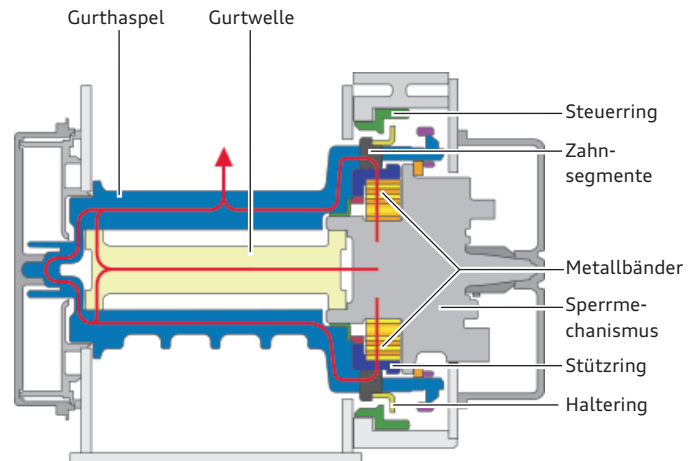 Gurthaspel
Gurtwelle
Steuerring
Zahn-
segmente
Metallbänder
Sperrme-
chanismus
Stützring
Haltering